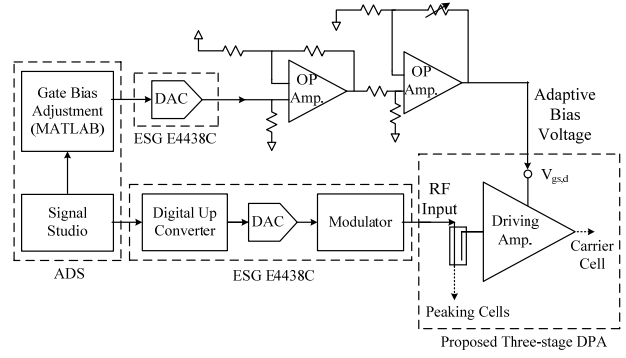 Gate Bias
Adjustment
(MATLAB)
DAC
ESG E4438C
OP
Amp.
OP
Amp.
Adaptive
Bias
Voltage
Signal
Studio
ADS
Digital Up
Converter
DAC
Modulator
ESG E4438C
RF
Input
Vgs,d
Driving
Amp.
Carrier
Cell
Peaking Cells
Proposed Three-stage DPA